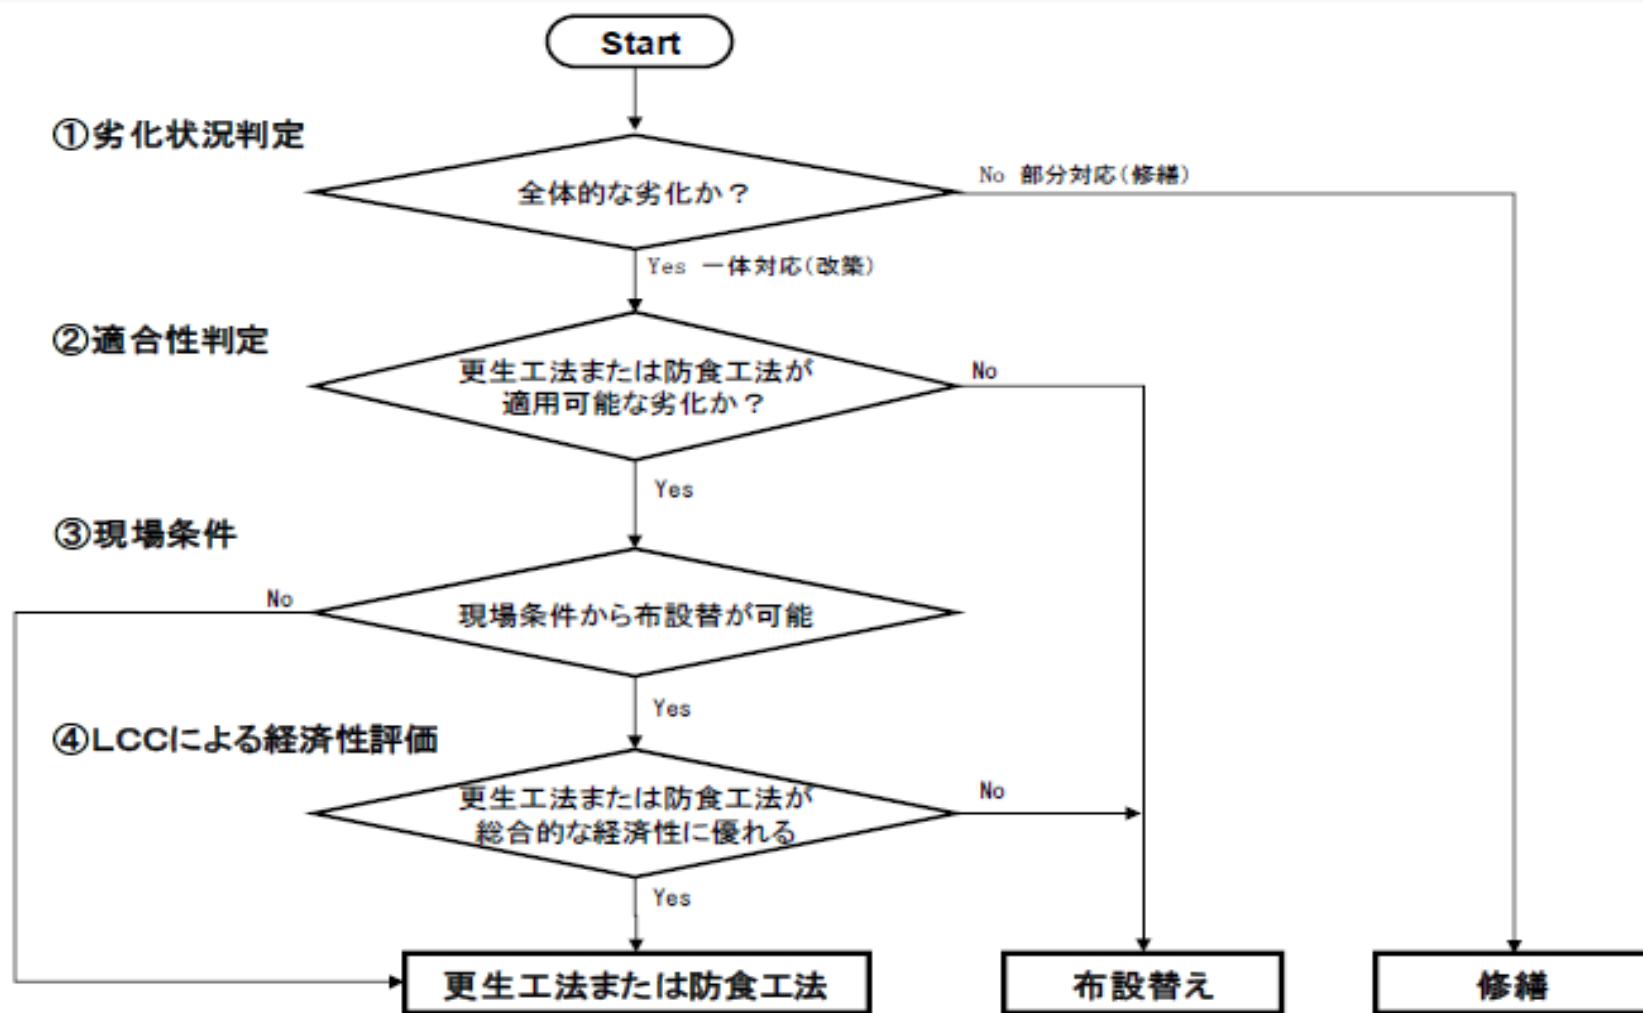 Start
①劣化状況判定
全体的な劣化か？
No 部分対応(修繕)
Yes 一体対応(改築)
②適合性判定
更生工法または防食工法が
適用可能な劣化か？
No
Yes
③現場条件
No
現場条件から布設替が可能
Yes
④LCCによる経済性評価
更生工法または防食工法が
総合的な経済性に優れる
No
Yes
更生工法または防食工法
布設替え
修繕